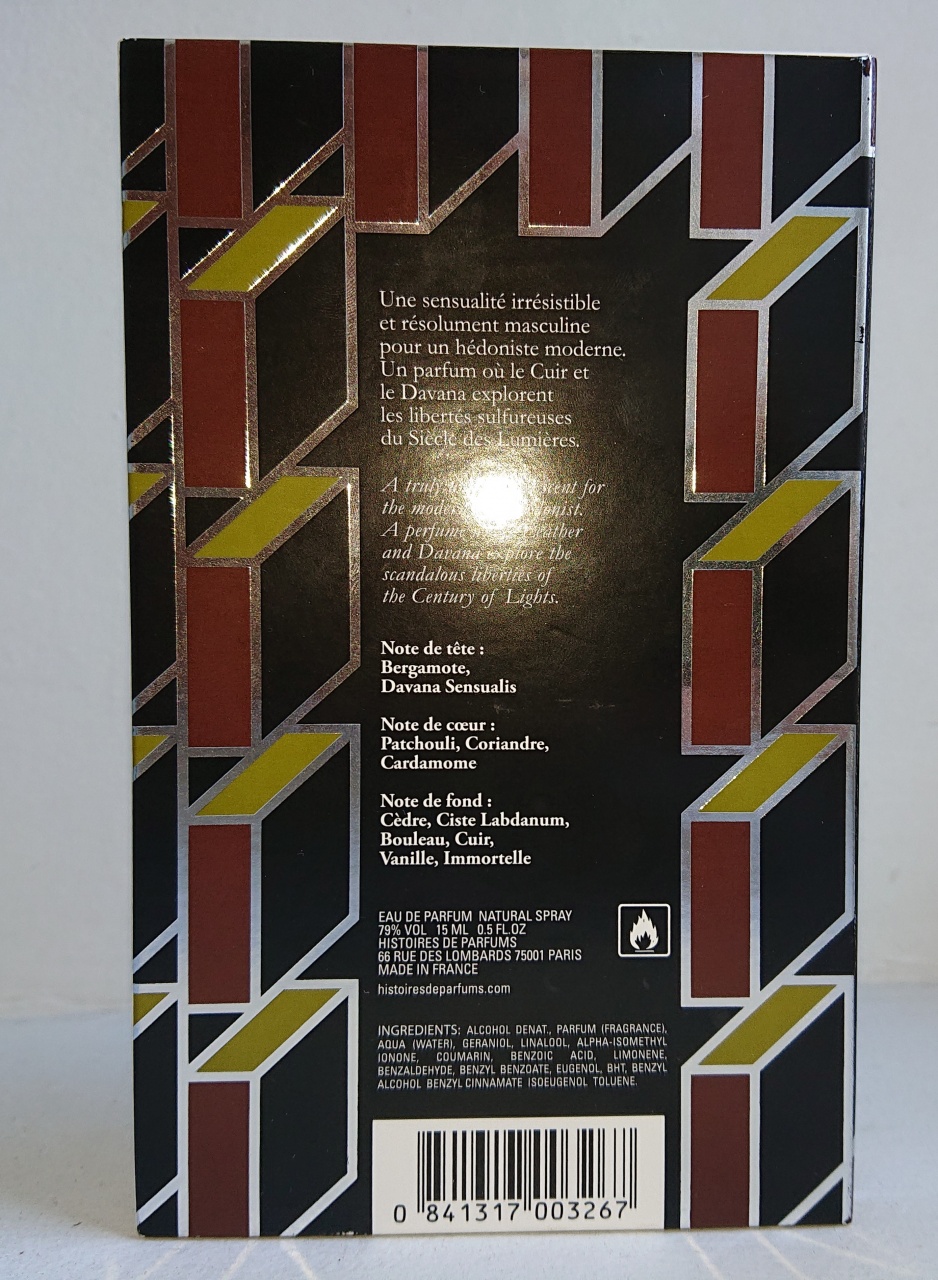 Une sensualité irrésistible
et résolument masculine
pour un hédoniste moderne.
Un parfum où le Cuir et
le Davana explorent
les libertés sulfureuses
du Siècle des Lumières.
A truly for
the
A perfume
and Davana explore the
scandalous liberties of
the Century of Lights.
Note de tête :
Bergamote,
Davana Sensualis
Note de cœur :
Patchouli, Coriandre,
Cardamome
Note de fond :
Cèdre, Ciste Labdanum,
Bouleau, Cuir,
Vanille, Immortelle
EAU DE PARFUM NATURAL SPRAY
79% VOL 15 ML 0.5 FL.OZ
HISTOIRES DE PARFUMS
66 RUE DES LOMBARDS 75001 PARIS
MADE IN FRANCE
histoiresdeparfums.com
INGREDIENTS: ALCOHOL DENAT., PARFUM (FRAGRANCE),
AQUA (WATER), GERANIOL, LINALOOL, ALPHA-ISOMETHYL
IONONE, COUMARIN, BENZOIC ACID, LIMONENE,
BENZALDEHYDE, BENZYL BENZOATE, EUGENOL, BHT, BENZYL
ALCOHOL BENZYL CINNAMATE ISOEUGENOL TOLUENE.
0 841317 003267